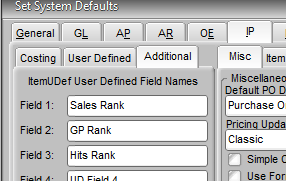 Set System Defaults
General GL AP AR OE IP
Costing User Defined Additional Misc Item
ItemUDef User Defined Field Names
Field 1: Sales Rank
Field 2: GP Rank
Field 3: Hits Rank
Field 4: UD Field 4
Miscellaneous
Default PO D
Purchase O
Pricing Upda
Classic
Simple C
Use For